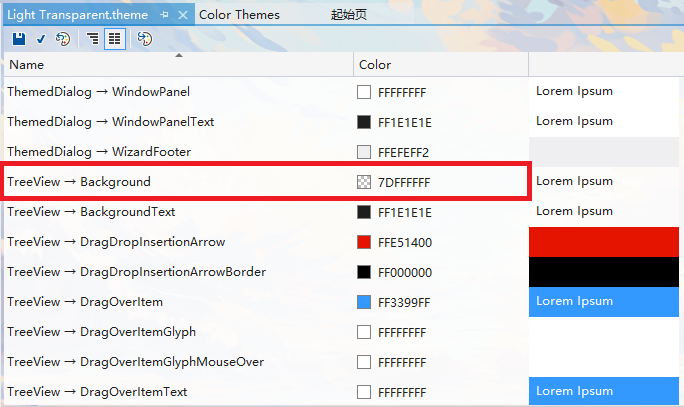 Light Transparent.theme Color Themes 起始页
Name Color
ThemedDialog → WindowPanel FFFFFFFF Lorem Ipsum
ThemedDialog → WindowPanelText FF1E1E1E Lorem Ipsum
ThemedDialog → WizardFooter FFEFEFF2
TreeView → Background 7DFFFFFF Lorem Ipsum
TreeView → BackgroundText FF1E1E1E Lorem Ipsum
TreeView → DragDropInsertionArrow FFE51400
TreeView → DragDropInsertionArrowBorder FF000000
TreeView → DragOverItem FF3399FF Lorem Ipsum
TreeView → DragOverItemGlyph FFFFFFFF
TreeView → DragOverItemGlyphMouseOver FFFFFFFF
TreeView → DragOverItemText FFFFFFFF Lorem Ipsum